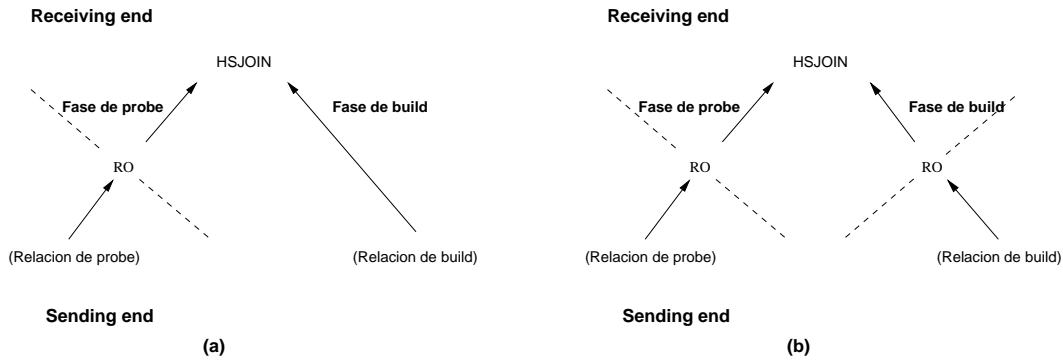 Receiving end
HSJOIN
Fase de probe
Fase de build
RO
(Relacion de probe)
(Relacion de build)
Sending end
(a)
Receiving end
HSJOIN
Fase de probe
Fase de build
RO
RO
(Relacion de probe)
(Relacion de build)
Sending end
(b)